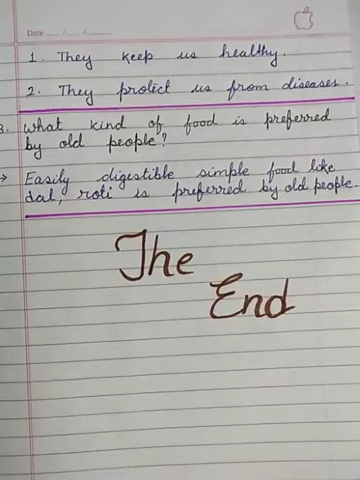 Date ...... / ...... / ......
1. They keep us healthy.
2. They protect us from diseases.
3. What kind of food is preferred
by old people?
→ Easily digestible simple food like
dal, roti is preferred by old people.
The
End